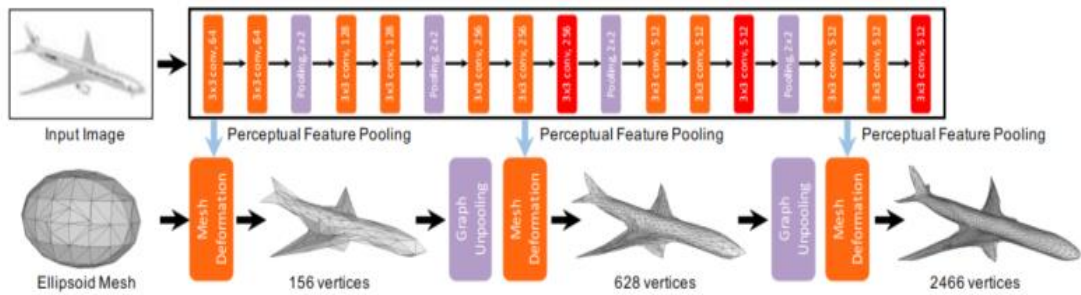 3x3 conv, 64
3x3 conv, 64
Pooling, 2x2
3x3 conv, 128
3x3 conv, 128
Pooling, 2x2
3x3 conv, 256
3x3 conv, 256
3x3 conv, 256
Pooling, 2x2
3x3 conv, 512
3x3 conv, 512
3x3 conv, 512
Pooling, 2x2
3x3 conv, 512
3x3 conv, 512
3x3 conv, 512
Input Image
Perceptual Feature Pooling
Perceptual Feature Pooling
Perceptual Feature Pooling
Mesh
Deformation
Graph
Unpooling
Mesh
Deformation
Graph
Unpooling
Mesh
Deformation
Ellipsoid Mesh
156 vertices
628 vertices
2466 vertices